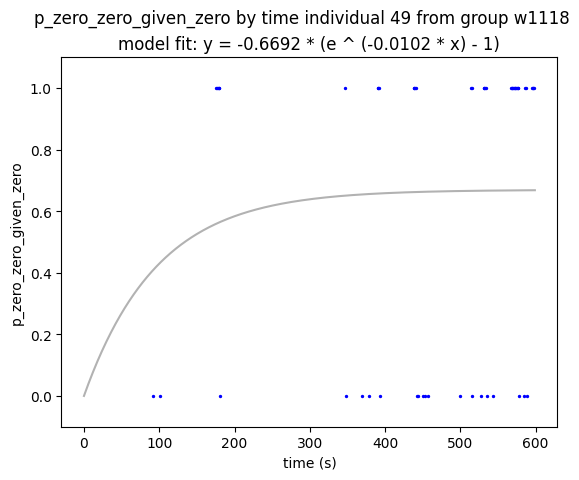 p_zero_zero_given_zero by time individual 49 from group w1118
model fit: y = -0.6692 * (e ^ (-0.0102 * x) - 1)
1.0
0.8
0.6
0.4
0.2
0.0
p_zero_zero_given_zero
0 100 200 300 400 500 600
time (s)